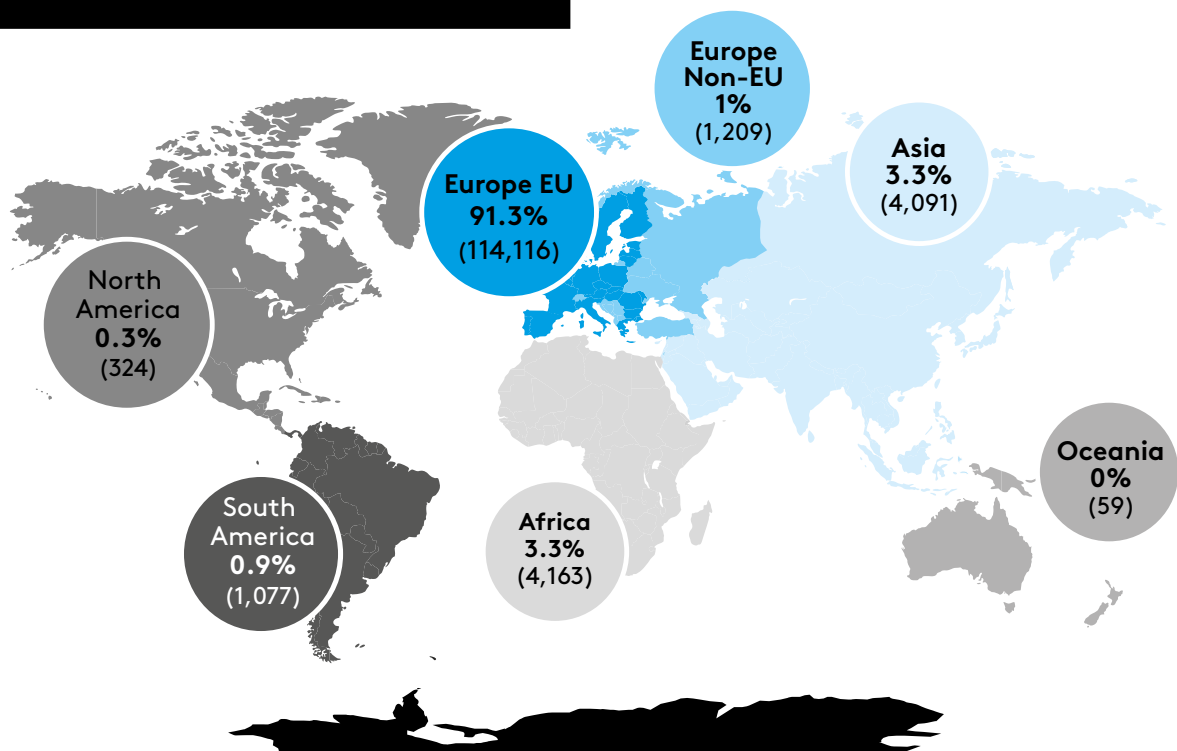 Europe
Non-EU
1%
(1,209)
Asia
3.3%
(4,091)
Europe EU
91.3%
(114,116)
North
America
0.3%
(324)
Oceania
0%
(59)
South
America
0.9%
(1,077)
Africa
3.3%
(4,163)